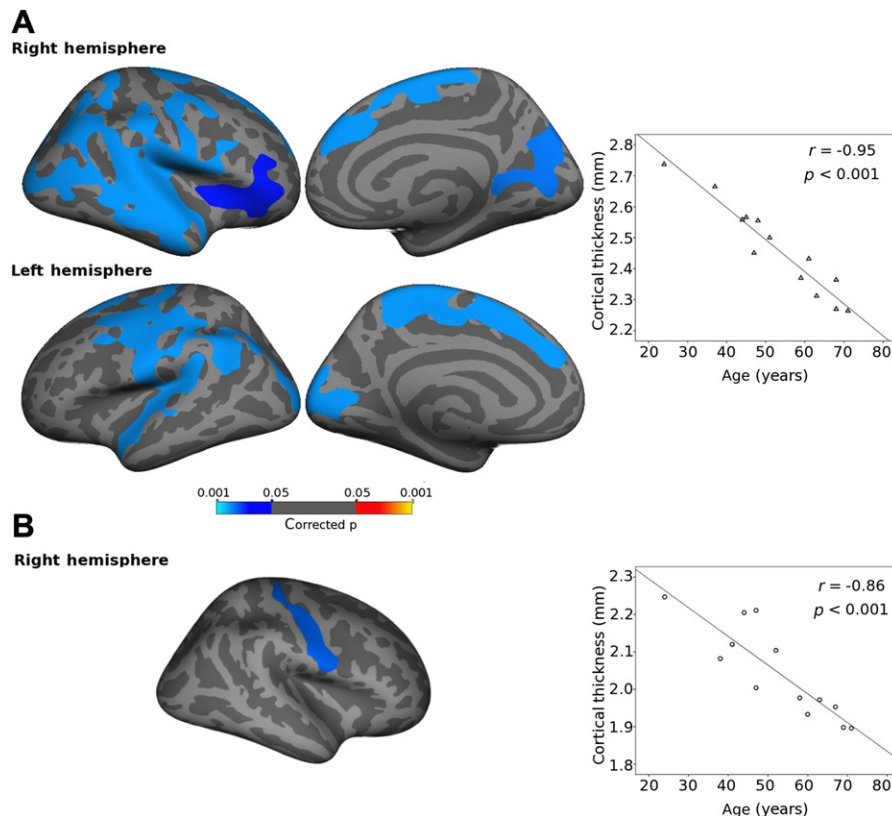 A
Right hemisphere
Left hemisphere
0.001 0.05 0.05 0.001
Corrected p
2.8
2.7
2.6
2.5
2.4
2.3
2.2
Cortical thickness (mm)
r = -0.95
p < 0.001
20 30 40 50 60 70 80
Age (years)
B
Right hemisphere
2.3
2.2
2.1
2.0
1.9
1.8
Cortical thickness (mm)
r = -0.86
p < 0.001
20 30 40 50 60 70 80
Age (years)